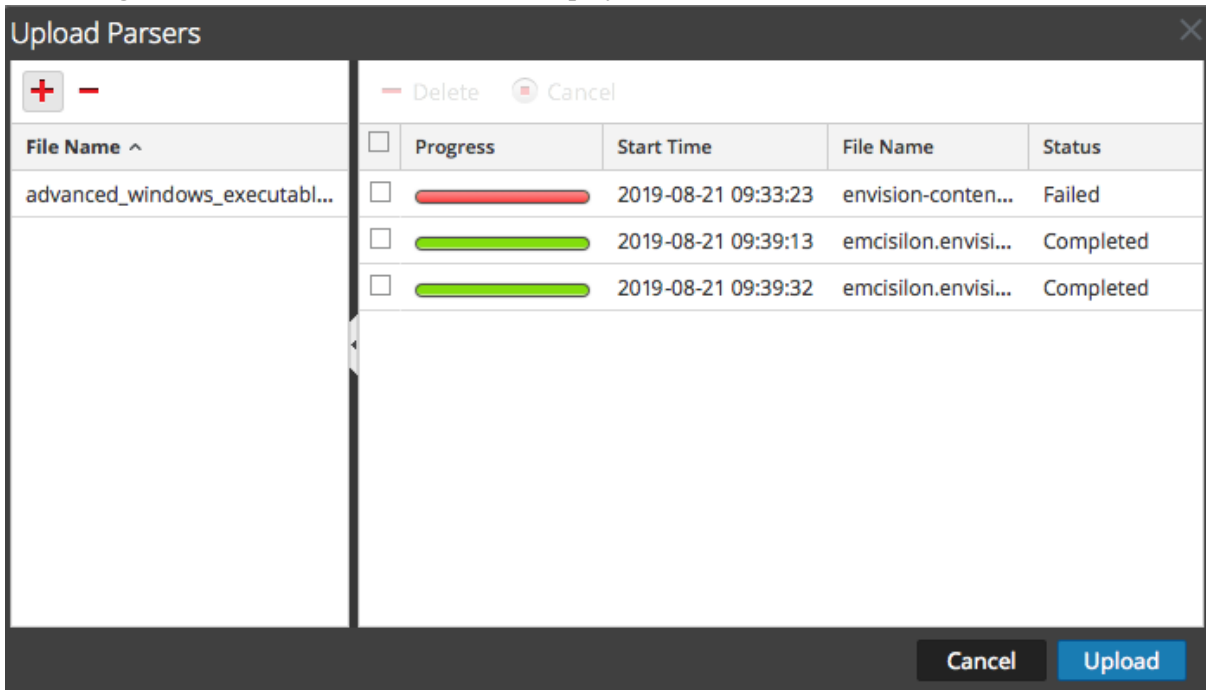 Upload Parsers
Delete Cancel
File Name Progress Start Time File Name Status
advanced_windows_executabl... 2019-08-21 09:33:23 envision-conten... Failed
2019-08-21 09:39:13 emcisilon.envisi... Completed
2019-08-21 09:39:32 emcisilon.envisi... Completed
Cancel Upload